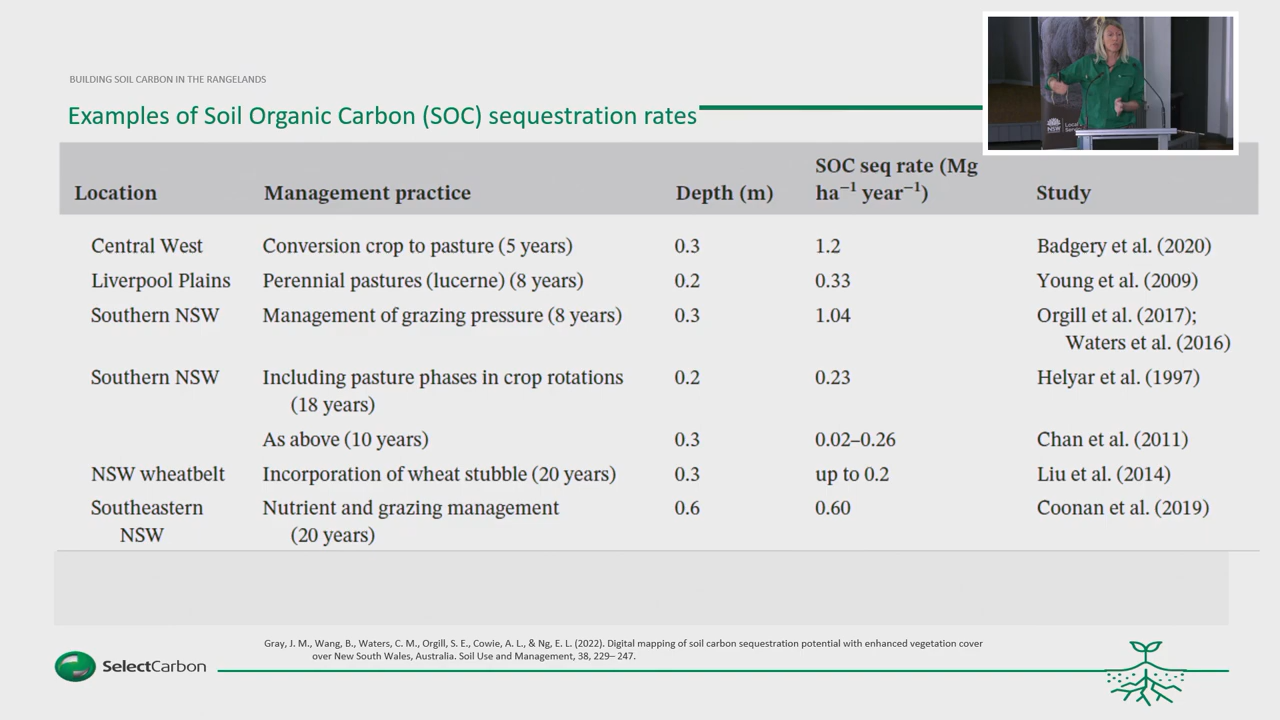 BUILDING SOIL CARBON IN THE RANGELANDS
Examples of Soil Organic Carbon (SOC) sequestration rates
Location Management practice Depth (m) SOC seq rate (Mg ha−1 year−1) Study
Central West Conversion crop to pasture (5 years) 0.3 1.2 Badgery et al. (2020)
Liverpool Plains Perennial pastures (lucerne) (8 years) 0.2 0.33 Young et al. (2009)
Southern NSW Management of grazing pressure (8 years) 0.3 1.04 Orgill et al. (2017);
Waters et al. (2016)
Southern NSW Including pasture phases in crop rotations 0.2 0.23 Helyar et al. (1997)
(18 years)
As above (10 years) 0.3 0.02–0.26 Chan et al. (2011)
NSW wheatbelt Incorporation of wheat stubble (20 years) 0.3 up to 0.2 Liu et al. (2014)
Southeastern Nutrient and grazing management 0.6 0.60 Coonan et al. (2019)
NSW (20 years)
Gray, J. M., Wang, B., Waters, C. M., Orgill, S. E., Cowie, A. L., & Ng, E. L. (2022). Digital mapping of soil carbon sequestration potential with enhanced vegetation cover
over New South Wales, Australia. Soil Use and Management, 38, 229– 247.
SelectCarbon
NSW